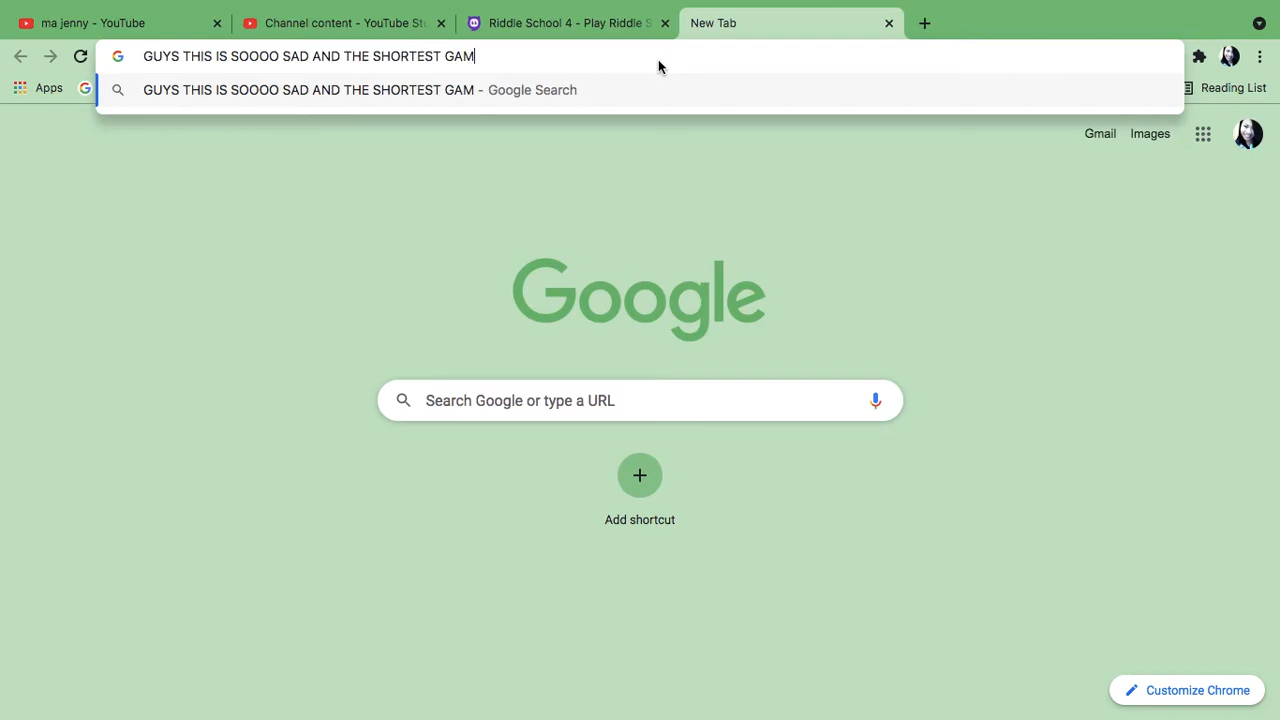 ma jenny - YouTube
Channel content - YouTube Stu
Riddle School 4 - Play Riddle S
New Tab
GUYS THIS IS SOOOO SAD AND THE SHORTEST GAM
GUYS THIS IS SOOOO SAD AND THE SHORTEST GAM - Google Search
Apps
Reading List
Gmail
Images
Google
Search Google or type a URL
Add shortcut
Customize Chrome